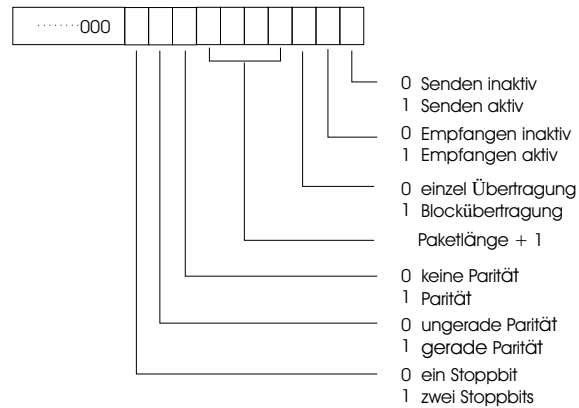 ········000
0 Senden inaktiv
1 Senden aktiv
0 Empfangen inaktiv
1 Empfangen aktiv
0 einzel Übertragung
1 Blockübertragung
Paketlänge + 1
0 keine Parität
1 Parität
0 ungerade Parität
1 gerade Parität
0 ein Stoppbit
1 zwei Stoppbits